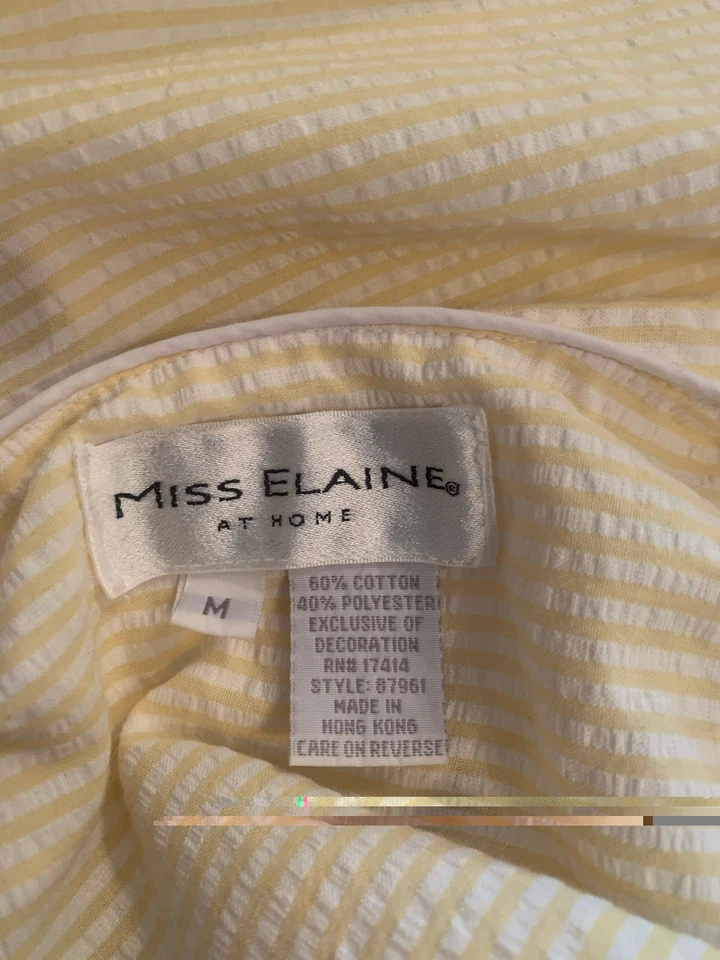 MISS ELAINE®
AT HOME
M
60% COTTON
40% POLYESTER
EXCLUSIVE OF
DECORATION
RN# 17414
STYLE: 87961
MADE IN
HONG KONG
CARE ON REVERSE